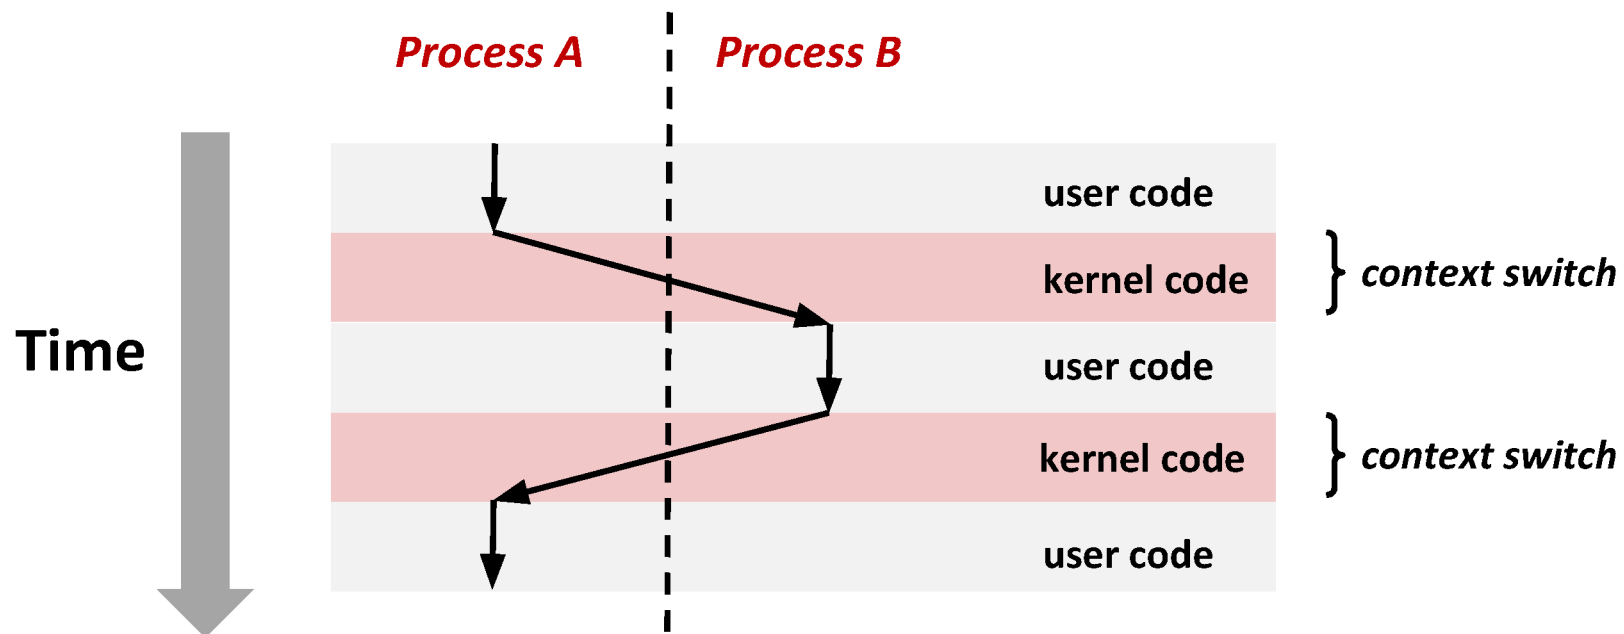 Process A
Process B
user code
kernel code
context switch
Time
user code
kernel code
context switch
user code